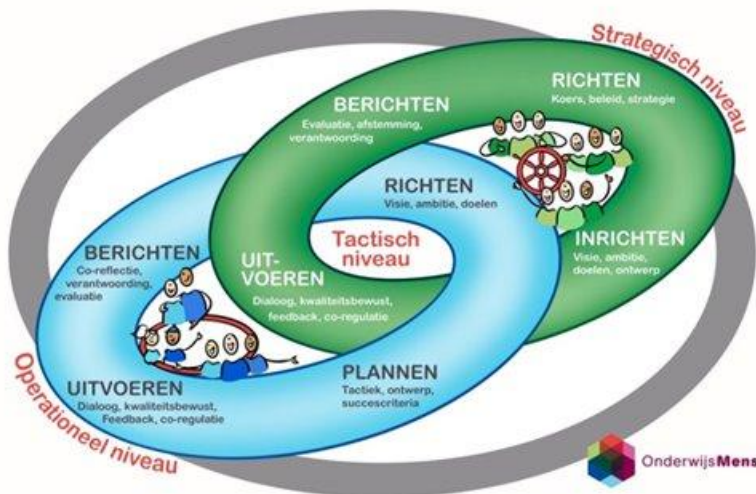 Strategisch niveau
RICHTEN
Koers, beleid, strategie
BERICHTEN
Evaluatie, afstemming,
verantwoording
INRICHTEN
Visie, ambitie,
doelen, ontwerp
UIT-
VOEREN
Dialoog, kwaliteitsbewust,
feedback, co-regulatie
Tactisch
niveau
RICHTEN
Visie, ambitie, doelen
BERICHTEN
Co-reflectie,
verantwoording,
evaluatie
PLANNEN
Tactiek, ontwerp,
succescriteria
UITVOEREN
Dialoog, kwaliteitsbewust,
Feedback, co-regulatie
Operationeel niveau
OnderwijsMens